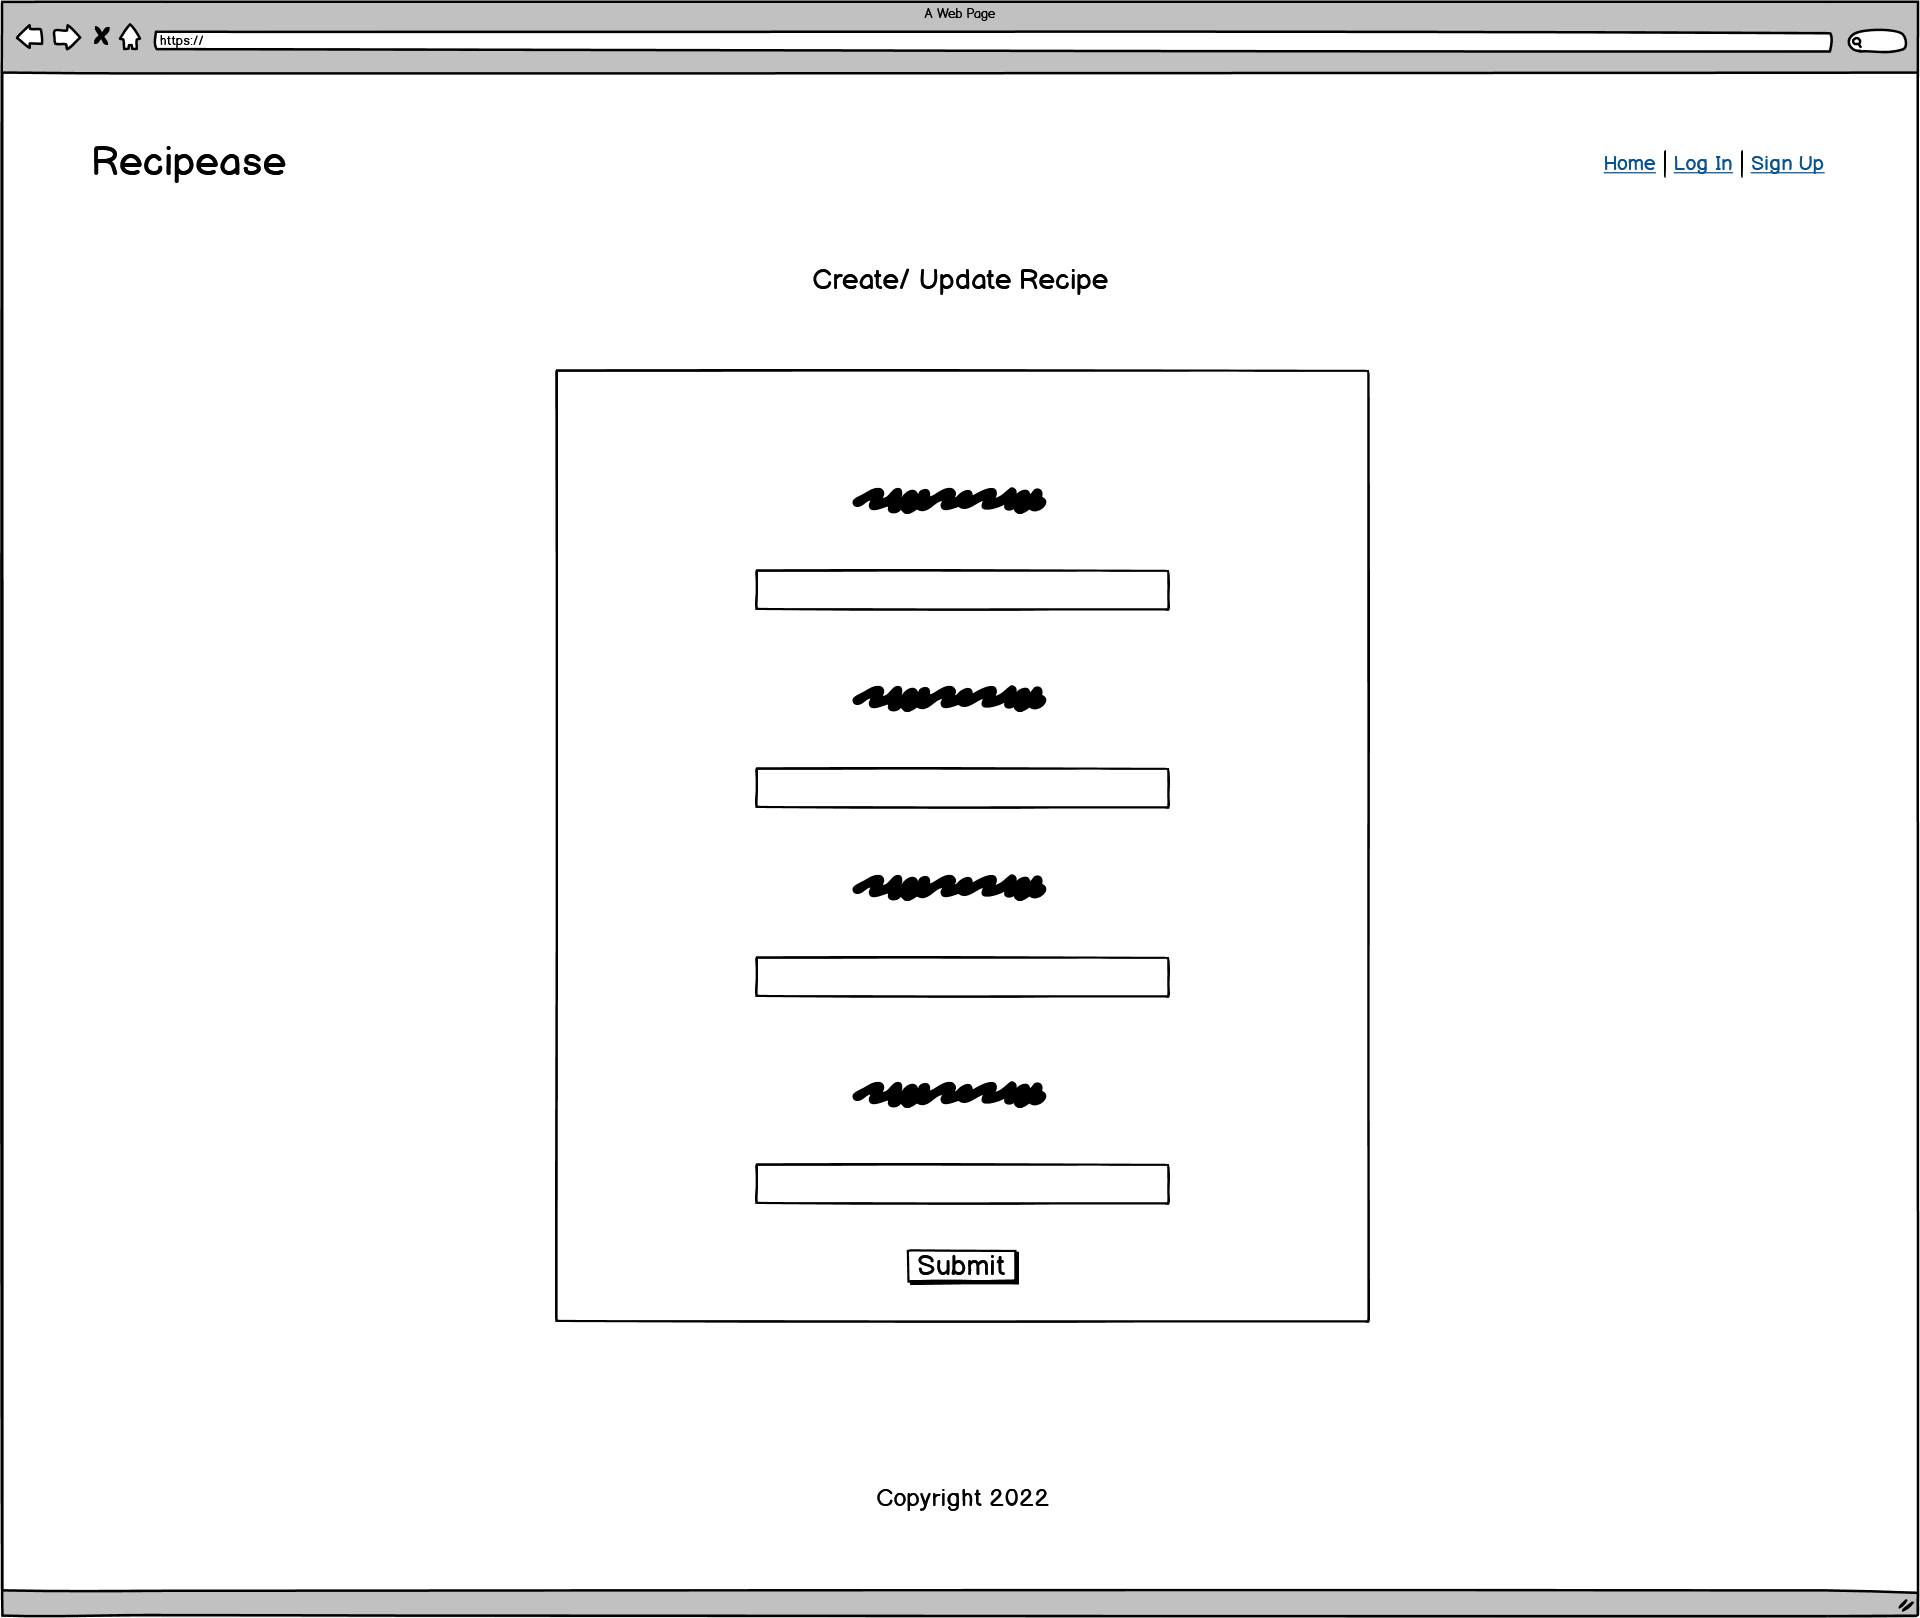 A Web Page
https://
Recipease
Home | Log In | Sign Up
Create/ Update Recipe
Submit
Copyright 2022